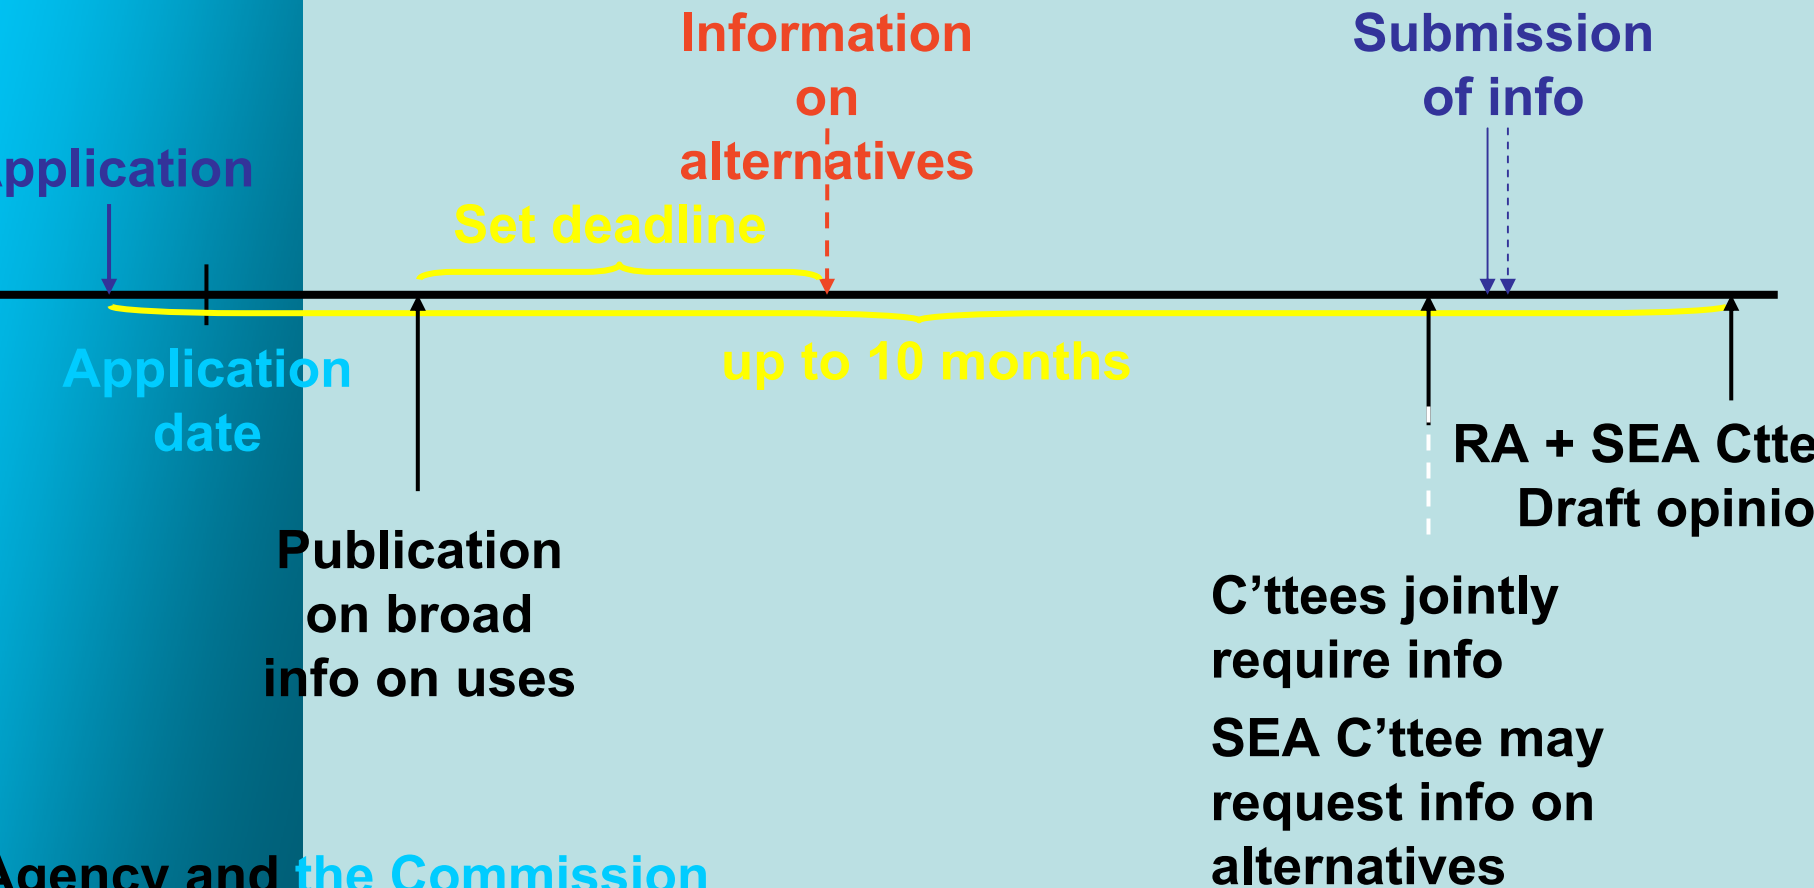 Information
on
alternatives
Submission
of info
pplication
Set deadline
Application
date
up to 10 months
RA + SEA Ctte
Draft opinio
Publication
on broad
info on uses
C’ttees jointly
require info
SEA C’ttee may
request info on
alternatives
Agency and the Commission